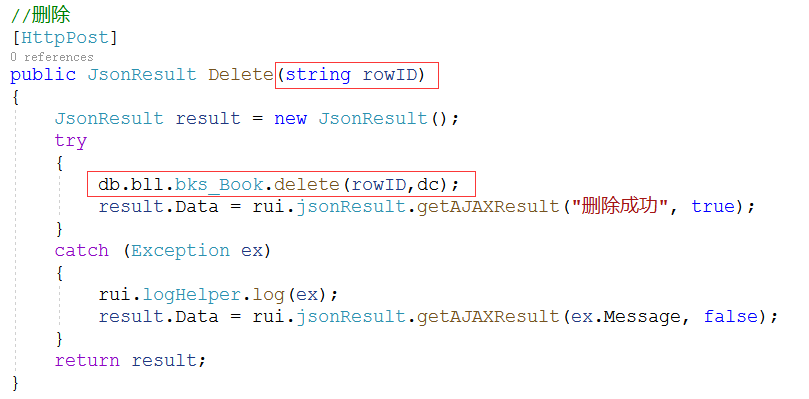 //删除
[HttpPost]
0 references
public JsonResult Delete(string rowID)
{
    JsonResult result = new JsonResult();
    try
    {
        db.bll.bks_Book.delete(rowID,dc);
        result.Data = rui.jsonResult.getAJAXResult("删除成功", true);
    }
    catch (Exception ex)
    {
        rui.logHelper.log(ex);
        result.Data = rui.jsonResult.getAJAXResult(ex.Message, false);
    }
    return result;
}